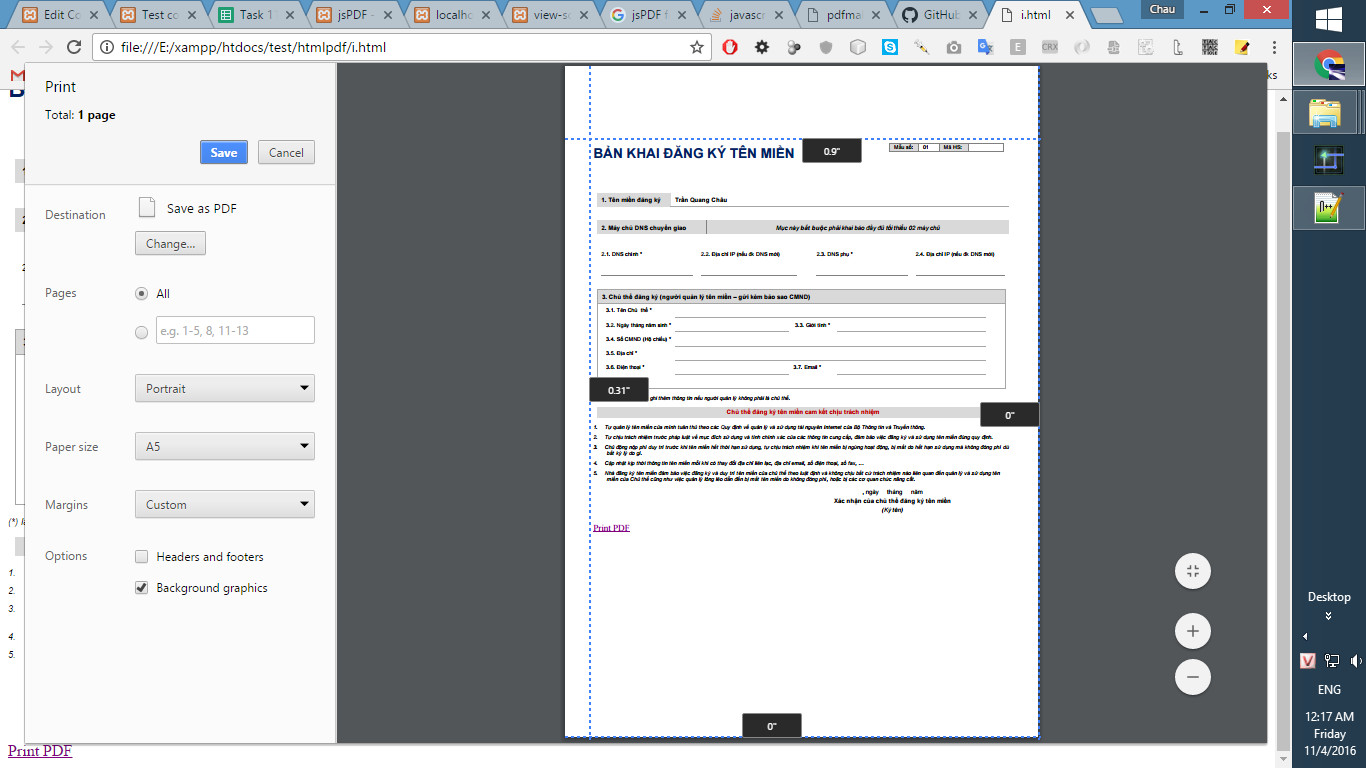 Edit Co
Test co
Task 1
jsPDF -
localho
view-so
jsPDF f
javascr
pdfma
GitHub
i.html
Chau
file:///E:/xampp/htdocs/test/htmlpdf/i.html
ks
Print
Total: 1 page
Save
Cancel
Destination
Save as PDF
Change...
Pages
All
e.g. 1-5, 8, 11-13
Layout
Portrait
Paper size
A5
Margins
Custom
Options
Headers and footers
Background graphics
(*) là
1.
2.
3.
4.
5.
Print PDF
BẢN KHAI ĐĂNG KÝ TÊN MIỀN
0.9"
Mẫu số: 01 Mã HS:
1. Tên miền đăng ký Trần Quang Châu
2. Máy chủ DNS chuyển giao Mục này bắt buộc phải khai báo đầy đủ tối thiểu 02 máy chủ
2.1. DNS chính * 2.2. Địa chỉ IP (nếu đk DNS mới) 2.3. DNS phụ * 2.4. Địa chỉ IP (nếu đk DNS mới)
3. Chủ thể đăng ký (người quản lý tên miền – gửi kèm bảo sao CMND)
3.1. Tên Chủ thể *
3.2. Ngày tháng năm sinh * 3.3. Giới tính *
3.4. Số CMND (Hộ chiếu) *
3.5. Địa chỉ *
3.6. Điện thoại * 3.7. Email *
0.31"
ghi thêm thông tin nếu người quản lý không phải là chủ thể.
Chủ thể đăng ký tên miền cam kết chịu trách nhiệm
0"
1. Tự quản lý tên miền của mình tuân thủ theo các Quy định về quản lý và sử dụng tài nguyên Internet của Bộ Thông tin và Truyền thông.
2. Tự chịu trách nhiệm trước pháp luật về mục đích sử dụng và tính chính xác của các thông tin cung cấp, đảm bảo việc đăng ký và sử dụng tên miền đúng quy định.
3. Chủ động nộp phí duy trì trước khi tên miền hết thời hạn sử dụng, tự chịu trách nhiệm khi tên miền bị ngừng hoạt động, bị mất do hết hạn sử dụng mà không đóng phí dù
bất kỳ lý do gì.
4. Cập nhật kịp thời thông tin tên miền mỗi khi có thay đổi địa chỉ liên lạc, địa chỉ email, số điện thoại, số fax, ...
5. Nhà đăng ký tên miền đảm bảo việc đăng ký và duy trì tên miền của chủ thể theo luật định và không chịu bất cứ trách nhiệm nào liên quan đến quản lý và sử dụng tên
miền của Chủ thể cũng như việc quản lý lỏng lẻo dẫn đến bị mất tên miền do không đóng phí, hoặc bị các cơ quan chức năng cắt.
, ngày tháng năm
Xác nhận của chủ thể đăng ký tên miền
(Ký tên)
Print PDF
0"
Desktop
ENG
12:17 AM
Friday
11/4/2016